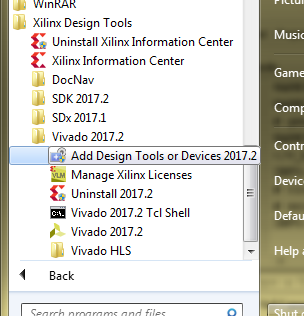 WinRAR
Xilinx Design Tools
Uninstall Xilinx Information Center
Xilinx Information Center
DocNav
SDK 2017.2
SDx 2017.1
Vivado 2017.2
Add Design Tools or Devices 2017.2
Manage Xilinx Licenses
Uninstall 2017.2
Vivado 2017.2 Tcl Shell
Vivado 2017.2
Vivado HLS
Back
Search programs and files
Music
Game
Comp
Contr
Device
Defau
Help a
Shut d